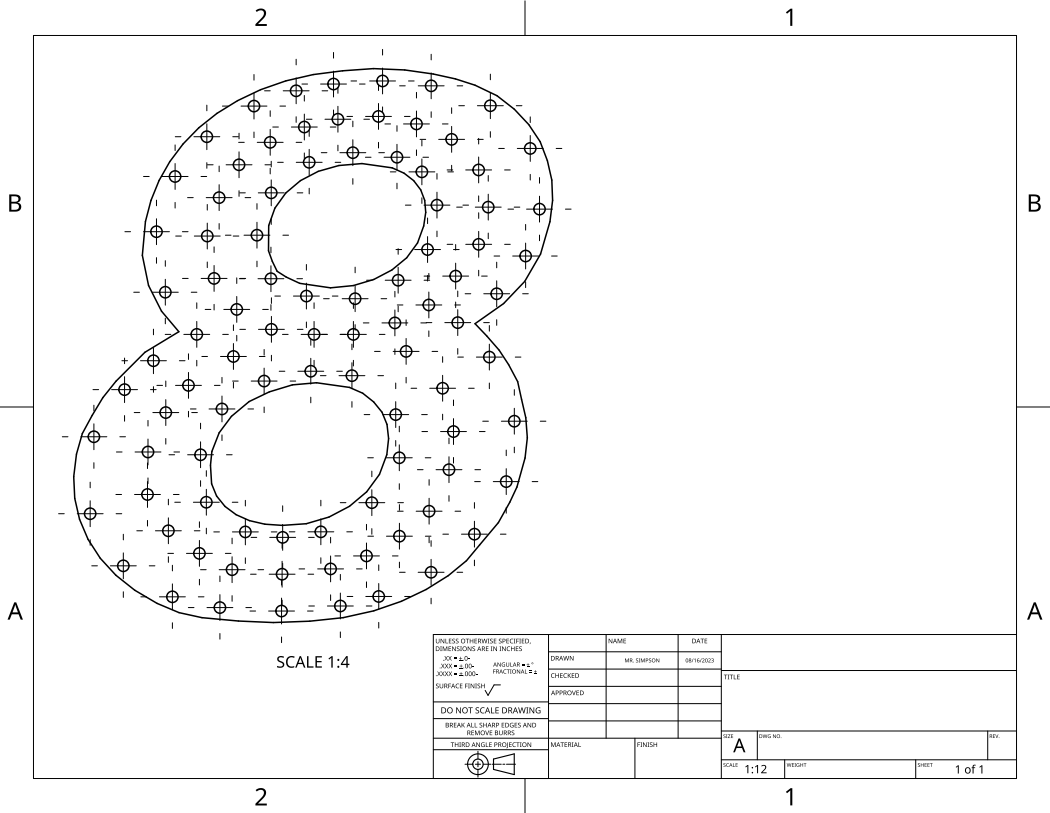 2 1
B B
A A
SCALE 1:4
UNLESS OTHERWISE SPECIFIED,
DIMENSIONS ARE IN INCHES
.XX = ±.0-
.XXX = ±.00-
.XXXX = ±.000-
ANGULAR = ± °
FRACTIONAL = ±
SURFACE FINISH
DO NOT SCALE DRAWING
BREAK ALL SHARP EDGES AND
REMOVE BURRS
THIRD ANGLE PROJECTION
NAME DATE
DRAWN MR. SIMPSON 08/16/2023
CHECKED
APPROVED
MATERIAL FINISH
TITLE
SIZE DWG NO. REV.
A
SCALE 1:12 WEIGHT SHEET 1 of 1
2 1